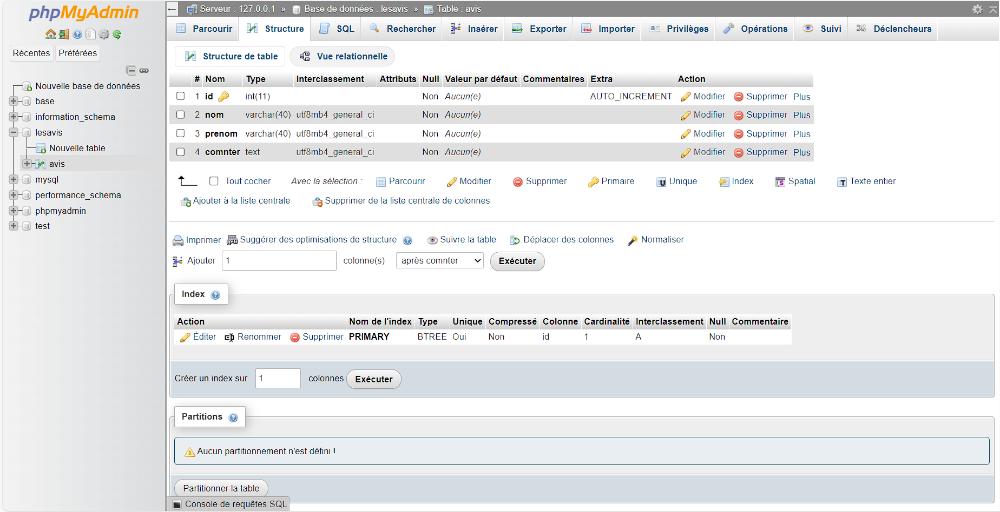 phpMyAdmin
Récentes Préférées
Nouvelle base de données
base
information_schema
lesavis
Nouvelle table
avis
mysql
performance_schema
phpmyadmin
test
Serveur : 127.0.0.1 » Base de données : lesavis » Table : avis
Parcourir Structure SQL Rechercher Insérer Exporter Importer Privilèges Opérations Suivi Déclencheurs
Structure de table Vue relationnelle
# Nom Type Interclassement Attributs Null Valeur par défaut Commentaires Extra Action
1 id int(11) Non Aucun(e) AUTO_INCREMENT Modifier Supprimer Plus
2 nom varchar(40) utf8mb4_general_ci Non Aucun(e) Modifier Supprimer Plus
3 prenom varchar(40) utf8mb4_general_ci Non Aucun(e) Modifier Supprimer Plus
4 comnter text utf8mb4_general_ci Non Aucun(e) Modifier Supprimer Plus
Tout cocher Avec la sélection : Parcourir Modifier Supprimer Primaire Unique Index Spatial Texte entier
Ajouter à la liste centrale Supprimer de la liste centrale de colonnes
Imprimer Suggérer des optimisations de structure Suivre la table Déplacer des colonnes Normaliser
Ajouter 1 colonne(s) après comnter Exécuter
Index
Action Nom de l'index Type Unique Compressé Colonne Cardinalité Interclassement Null Commentaire
Éditer Renommer Supprimer PRIMARY BTREE Oui Non id 1 A Non
Créer un index sur 1 colonnes Exécuter
Partitions
Aucun partitionnement n'est défini !
Partitionner la table
Console de requêtes SQL